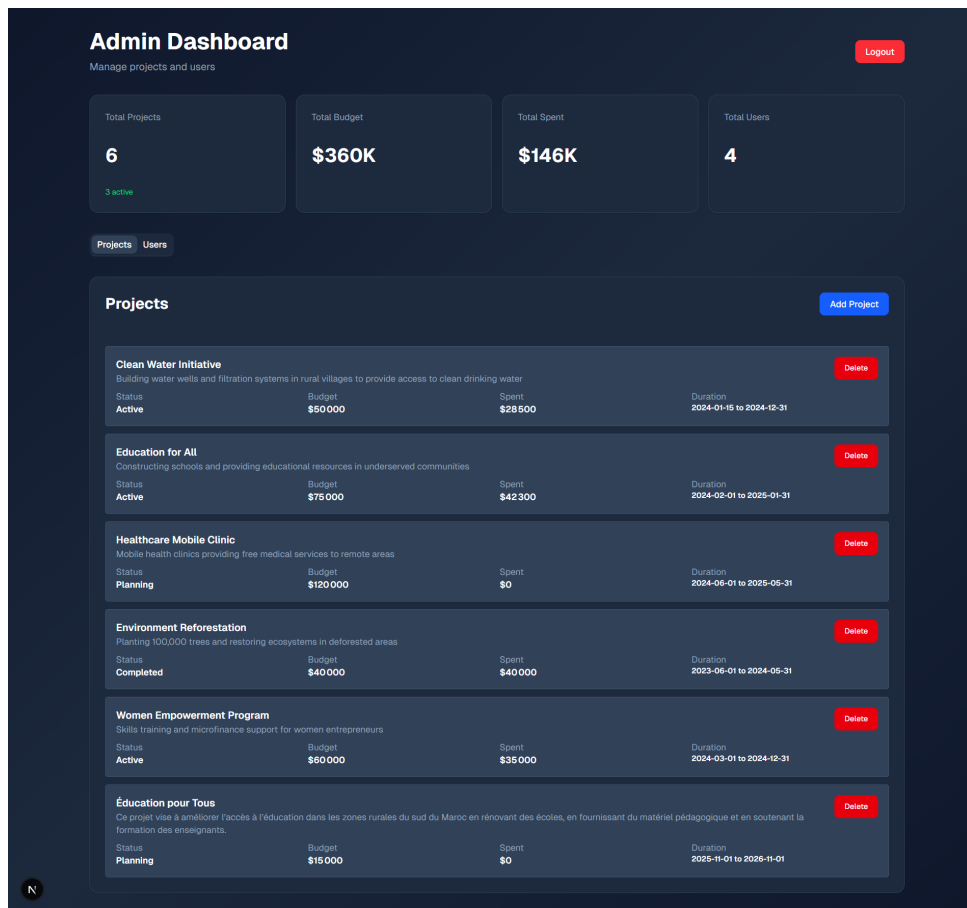 Admin Dashboard
Manage projects and users
Logout
Total Projects
6
3 active
Total Budget
$360K
Total Spent
$146K
Total Users
4
Projects Users
Projects
Add Project
Clean Water Initiative
Building water wells and filtration systems in rural villages to provide access to clean drinking water
Delete
Status Budget Spent Duration
Active $50 000 $28 500 2024-01-15 to 2024-12-31
Education for All
Constructing schools and providing educational resources in underserved communities
Delete
Status Budget Spent Duration
Active $75 000 $42 300 2024-02-01 to 2025-01-31
Healthcare Mobile Clinic
Mobile health clinics providing free medical services to remote areas
Delete
Status Budget Spent Duration
Planning $120 000 $0 2024-06-01 to 2025-05-31
Environment Reforestation
Planting 100,000 trees and restoring ecosystems in deforested areas
Delete
Status Budget Spent Duration
Completed $40 000 $40 000 2023-06-01 to 2024-05-31
Women Empowerment Program
Skills training and microfinance support for women entrepreneurs
Delete
Status Budget Spent Duration
Active $60 000 $35 000 2024-03-01 to 2024-12-31
Éducation pour Tous
Ce projet vise à améliorer l'accès à l'éducation dans les zones rurales du sud du Maroc en rénovant des écoles, en fournissant du matériel pédagogique et en soutenant la
formation des enseignants.
Delete
Status Budget Spent Duration
Planning $15 000 $0 2025-11-01 to 2026-11-01
N